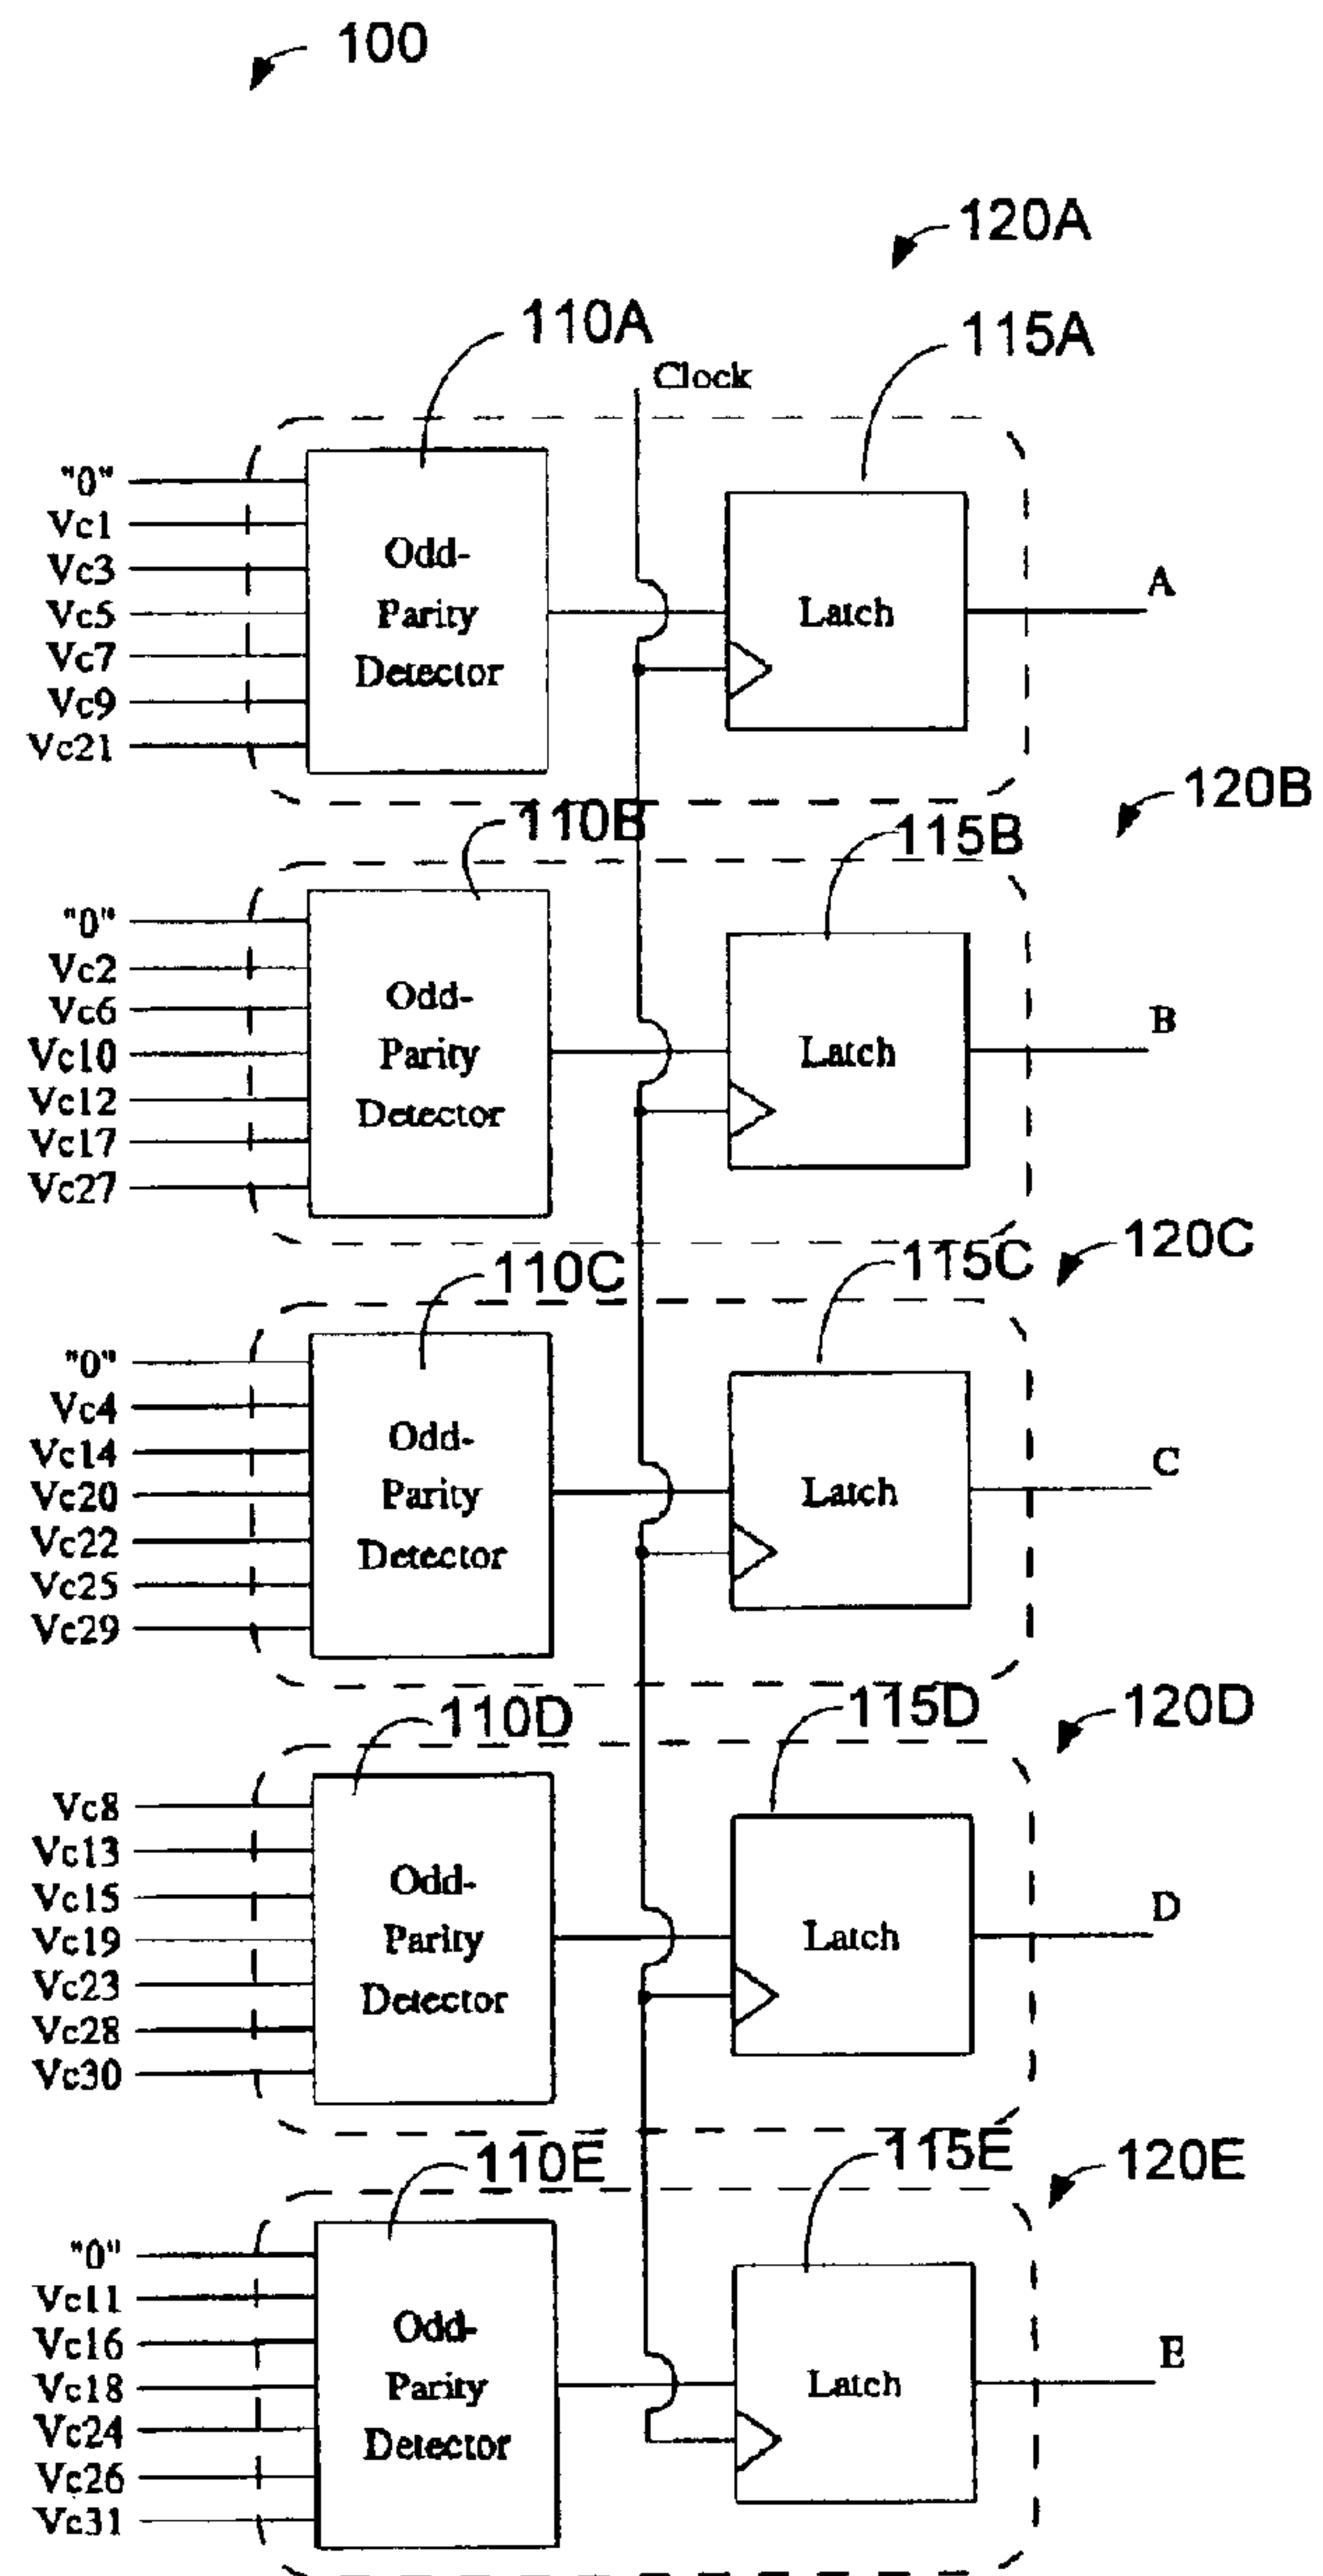 100
120A
110A
115A
Clock
"0"
Vc1
Vc3
Vc5
Vc7
Vc9
Vc21
Odd-
Parity
Detector
Latch
A
120B
110B
115B
"0"
Vc2
Vc6
Vc10
Vc12
Vc17
Vc27
Odd-
Parity
Detector
Latch
B
120C
110C
115C
"0"
Vc4
Vc14
Vc20
Vc22
Vc25
Vc29
Odd-
Parity
Detector
Latch
C
120D
110D
115D
Vc8
Vc13
Vc15
Vc19
Vc23
Vc28
Vc30
Odd-
Parity
Detector
Latch
D
120E
110E
115E
"0"
Vc11
Vc16
Vc18
Vc24
Vc26
Vc31
Odd-
Parity
Detector
Latch
E